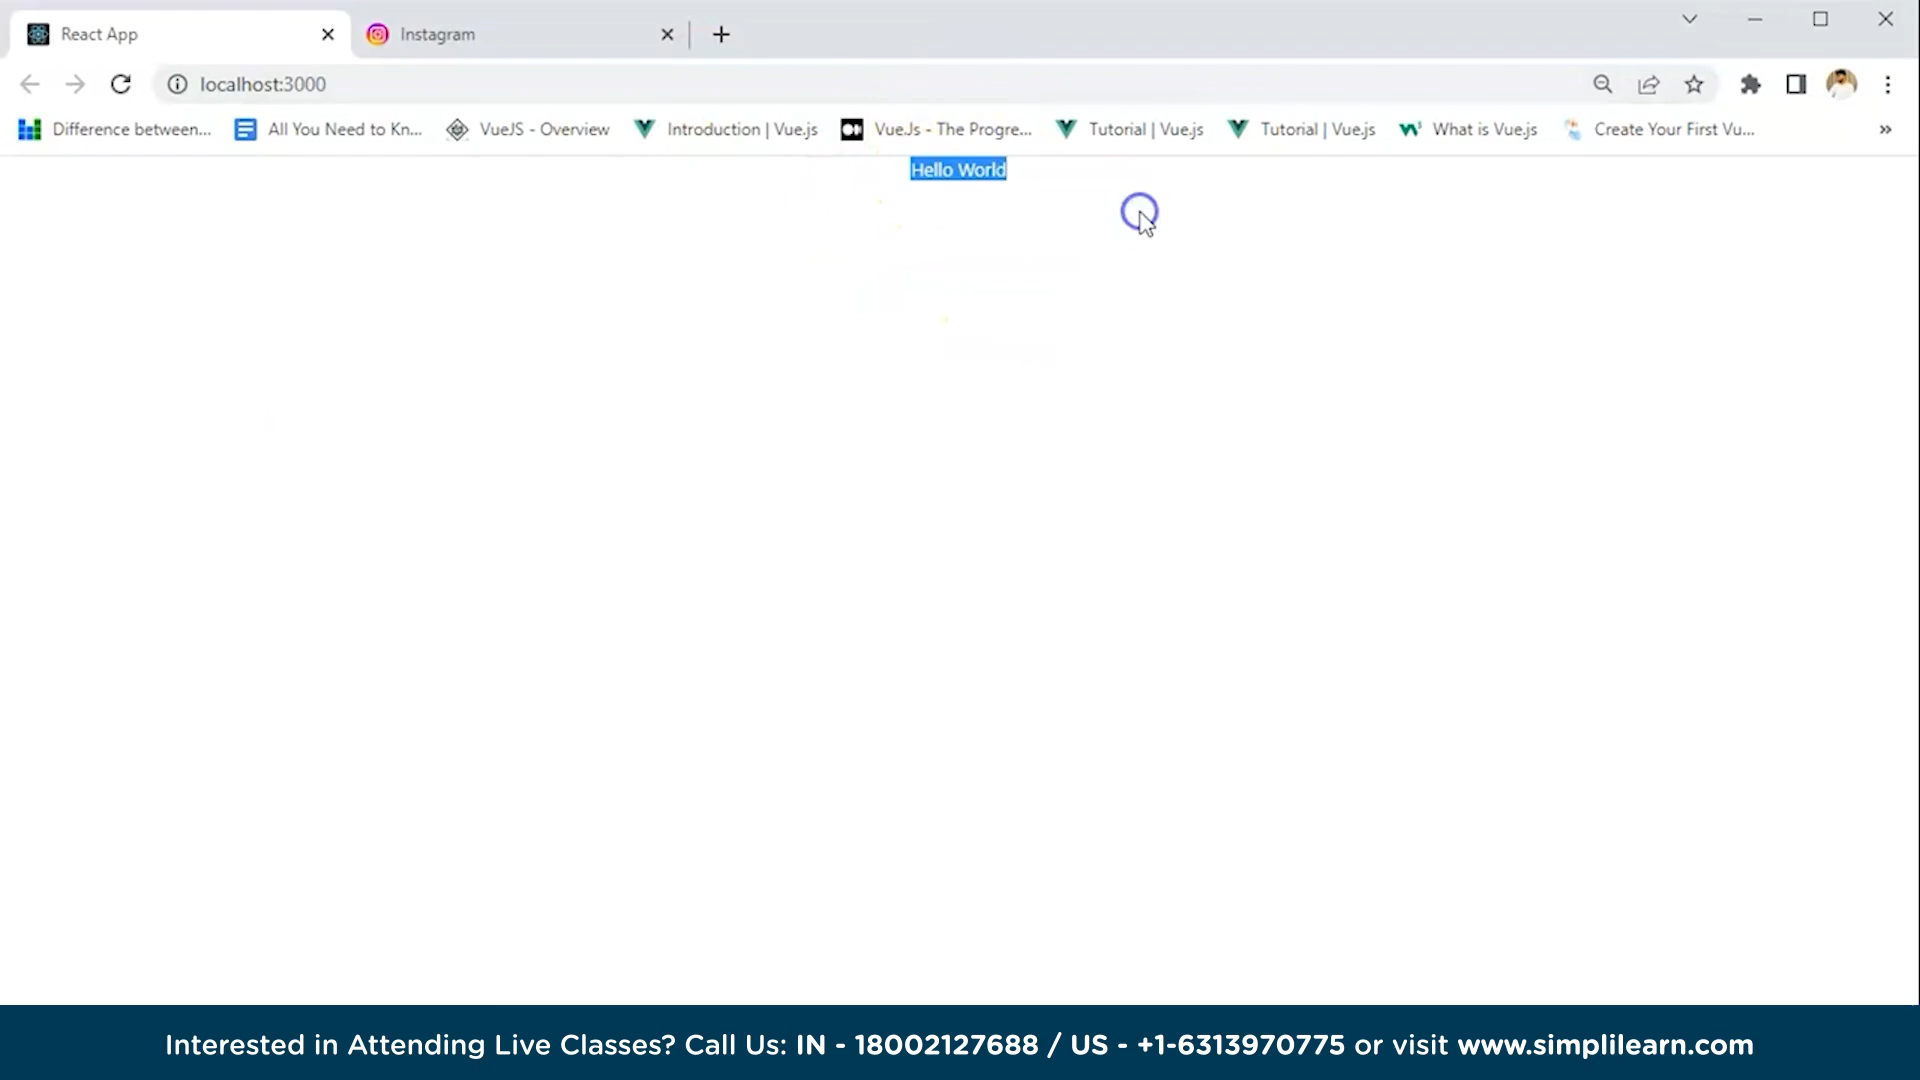 React App
Instagram
localhost:3000
Difference between...
All You Need to Kn...
VueJS - Overview
Introduction | Vue.js
Vue.Js - The Progre...
Tutorial | Vue.js
Tutorial | Vue.js
What is Vue.js
Create Your First Vu...
Hello World
Interested in Attending Live Classes? Call Us: IN - 18002127688 / US - +1-6313970775 or visit www.simplilearn.com